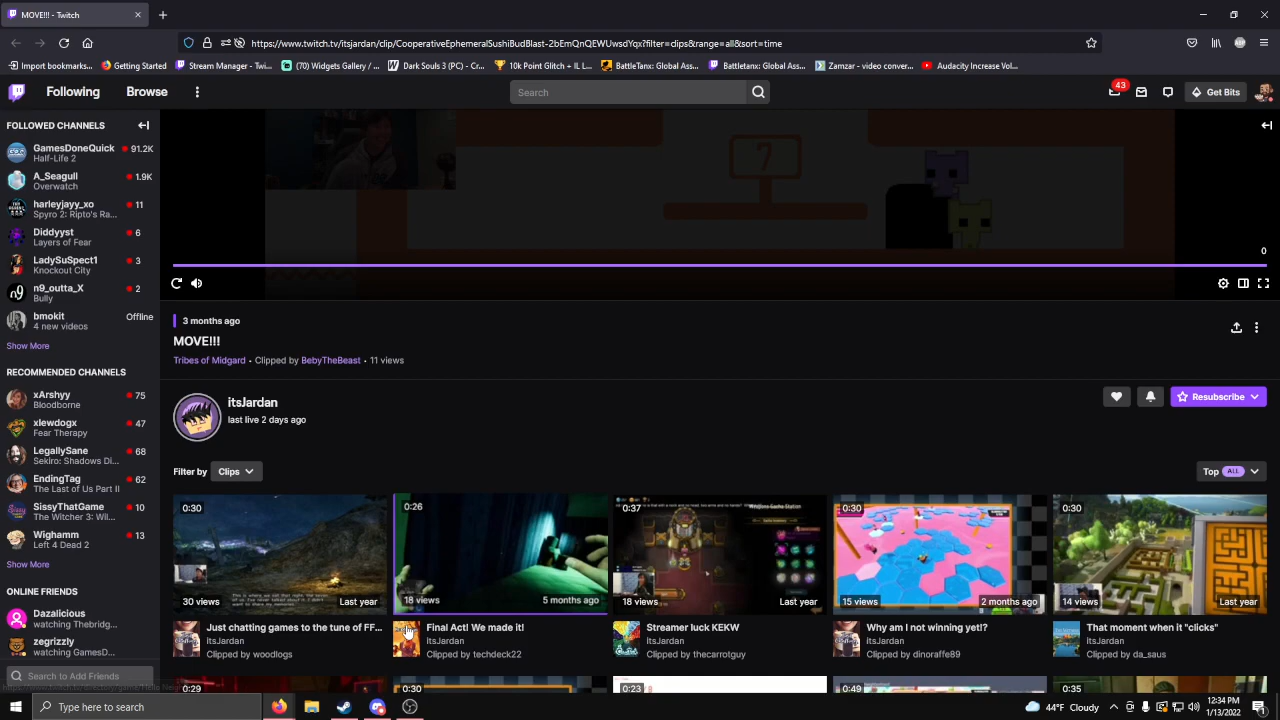 MOVE!!! - Twitch
https://www.twitch.tv/itsjardan/clip/CooperativeEphemeralSushiBudBlast-2bEmQnQEWUwsdYqx?filter=clips&range=all&sort=time
Import bookmarks...
Getting Started
Stream Manager - Twi...
(70) Widgets Gallery / ...
Dark Souls 3 (PC) - Cr...
10k Point Glitch + IL L...
BattleTanx: Global Ass...
Battletanx: Global Ass...
Zamzar - video conver...
Audacity Increase Vol...
Following
Browse
Search
43
Get Bits
FOLLOWED CHANNELS
GamesDoneQuick
91.2K
Half-Life 2
A_Seagull
1.9K
Overwatch
harleyjayy_xo
11
Spyro 2: Ripto's Ra...
Diddyyst
6
Layers of Fear
LadySuSpect1
3
Knockout City
n9_outta_X
2
Bully
bmokit
Offline
4 new videos
Show More
RECOMMENDED CHANNELS
xArshyy
75
Bloodborne
xlewdogx
47
Fear Therapy
LegallySane
68
Sekiro: Shadows Di...
EndingTag
62
The Last of Us Part II
SissyThatGame
10
The Witcher 3: Wil...
Wighamm
13
Left 4 Dead 2
Show More
ONLINE FRIENDS
Dazalicious
watching Thebridg...
zegrizzly
watching GamesD...
Search to Add Friends
7
0
3 months ago
MOVE!!!
Tribes of Midgard • Clipped by BebyTheBeast • 11 views
itsJardan
last live 2 days ago
Resubscribe
Filter by
Clips
Top ALL
0:30
30 views
Last year
Just chatting games to the tune of FF...
itsJardan
Clipped by woodlogs
0:26
18 views
5 months ago
Final Act! We made it!
itsJardan
Clipped by techdeck22
0:37
18 views
Last year
Streamer luck KEKW
itsJardan
Clipped by thecarrotguy
0:30
15 views
2 months ago
Why am I not winning yet!?
itsJardan
Clipped by dinoraffe89
0:30
14 views
Last year
That moment when it "clicks"
itsJardan
Clipped by da_saus
0:29
0:30
0:23
0:49
0:35
Type here to search
44°F Cloudy
12:34 PM
1/13/2022
1